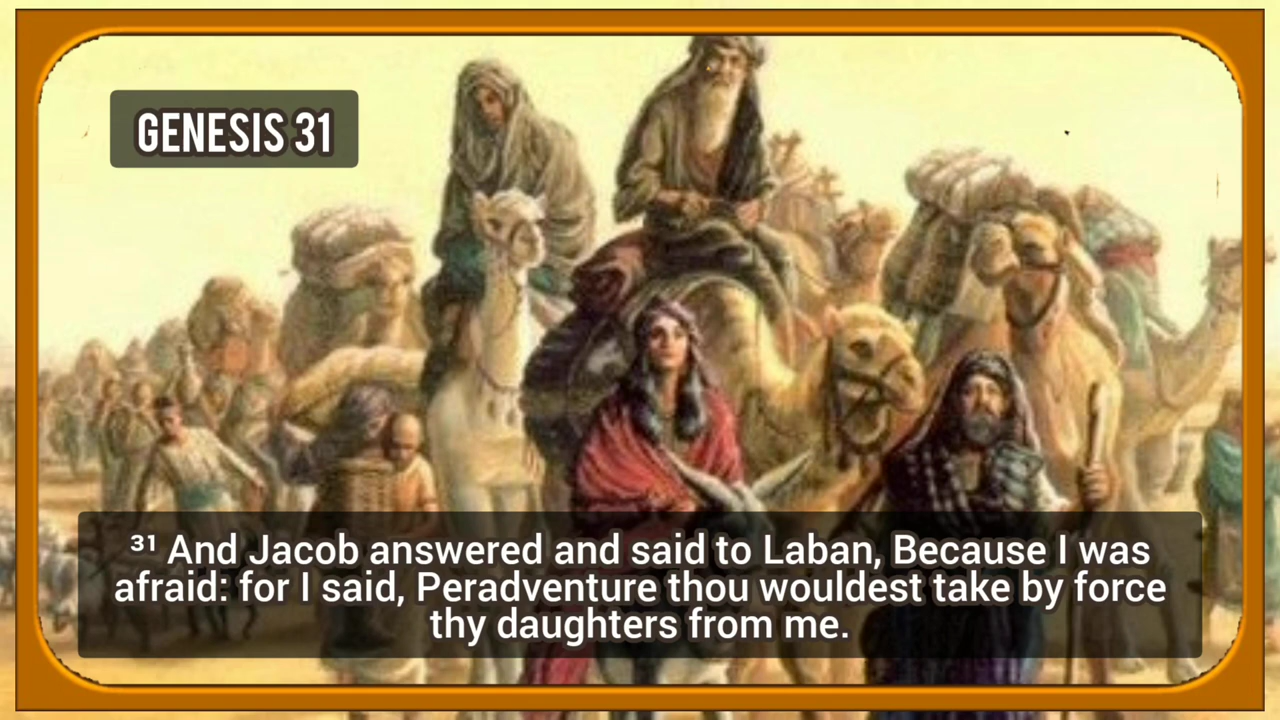 GENESIS 31
³¹ And Jacob answered and said to Laban, Because I was
afraid: for I said, Peradventure thou wouldest take by force
thy daughters from me.